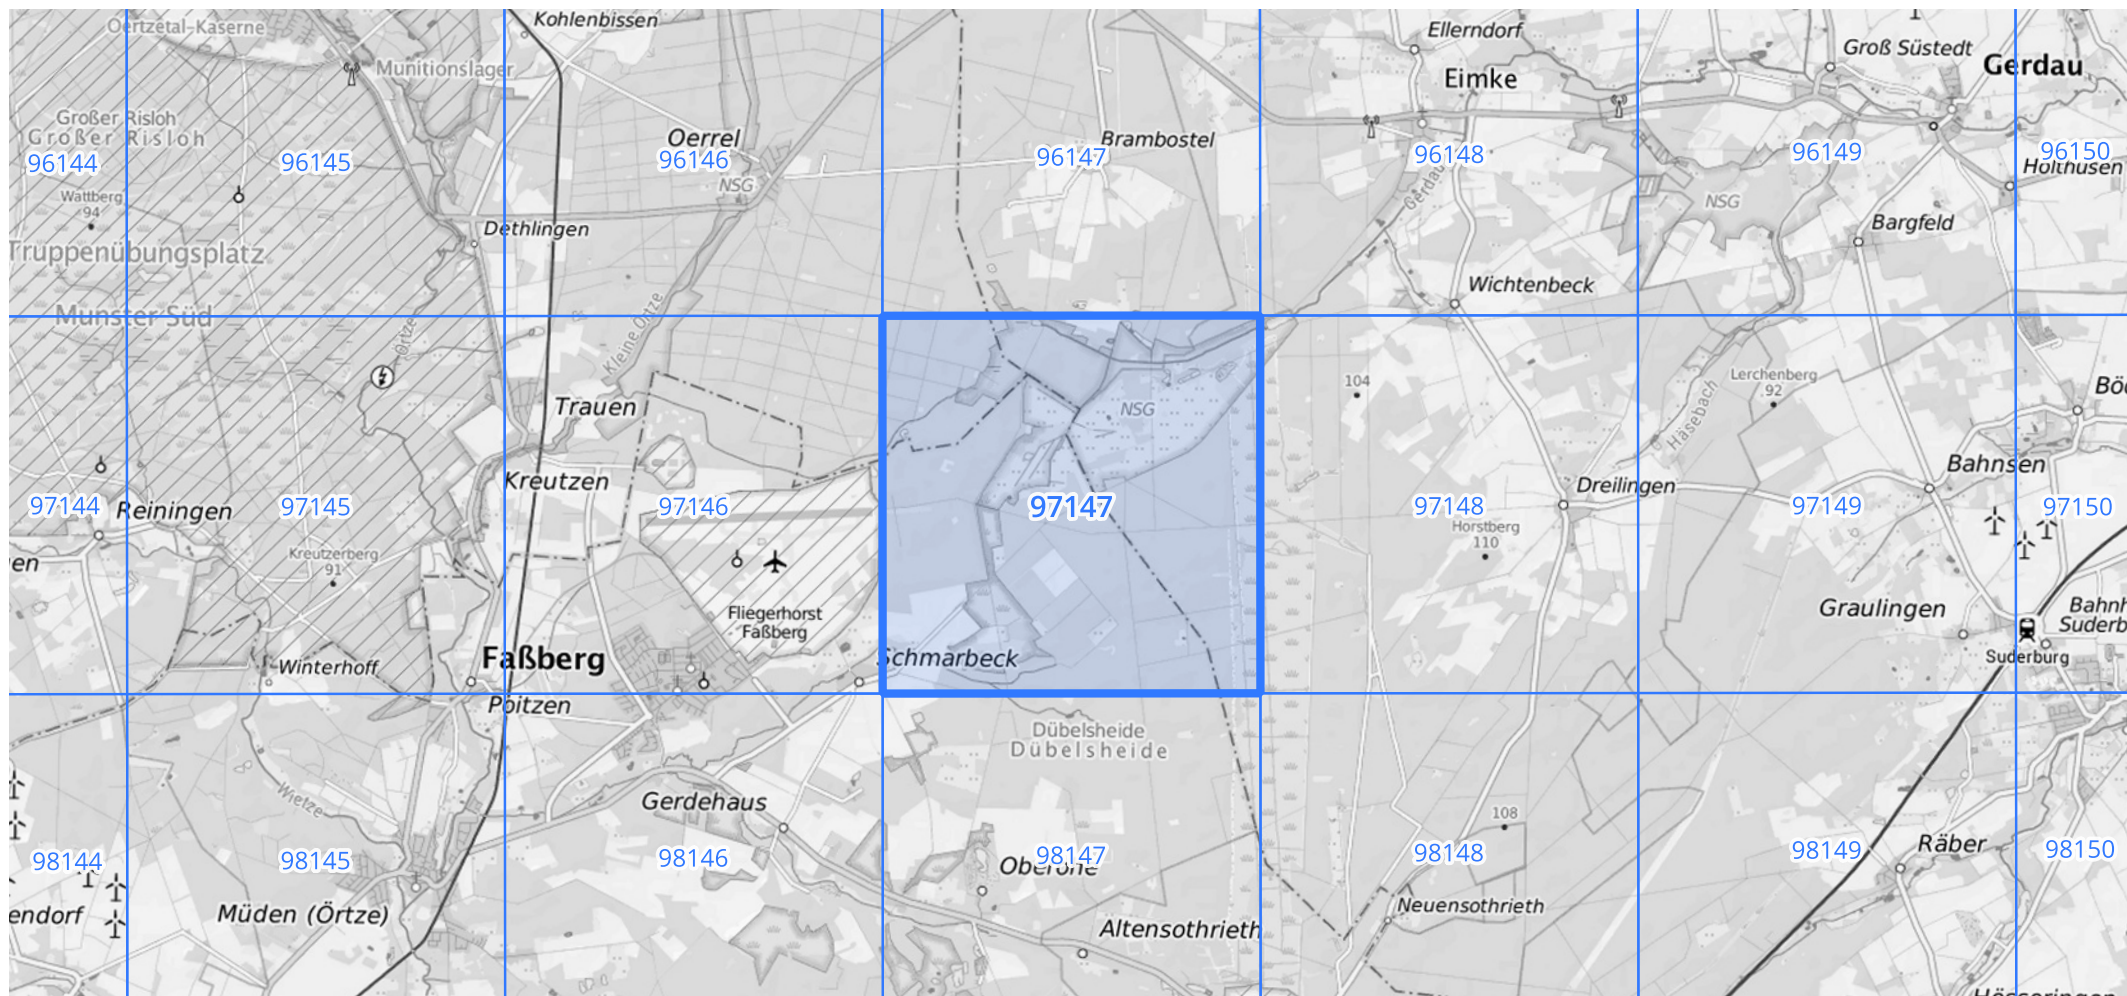 Oertzetal-Kaserne
Kohlenbissen
Ellerndorf
Groß Süstedt
Gerdau
Munitionslager
Eimke
Großer Risloh
Großer Risloh
Oerrel
Brambostel
96144
96145
96146
96147
96148
96149
96150
Holthusen
NSG
Wattberg
94
Gerdau
NSG
Bargfeld
Dethlingen
Truppenübungsplatz
Munster-Süd
Wichtenbeck
Örtze
Kleine Örtze
104
Lerchenberg
92
Trauen
NSG
Häsebach
Kreutzen
Bahnsen
Dreilingen
97144
Reiningen
97145
97146
97147
97148
97149
97150
Horstberg
110
Kreutzerberg
91
en
Fliegerhorst
Faßberg
Graulingen
Faßberg
Winterhoff
Schmarbeck
Suderburg
Poitzen
Dübelsheide
Dübelsheide
Wietze
Gerdehaus
108
98144
98145
98146
98147
98148
98149
98150
Räber
Oberohe
endorf
Müden (Örtze)
Neuensothrieth
Altensothrieth